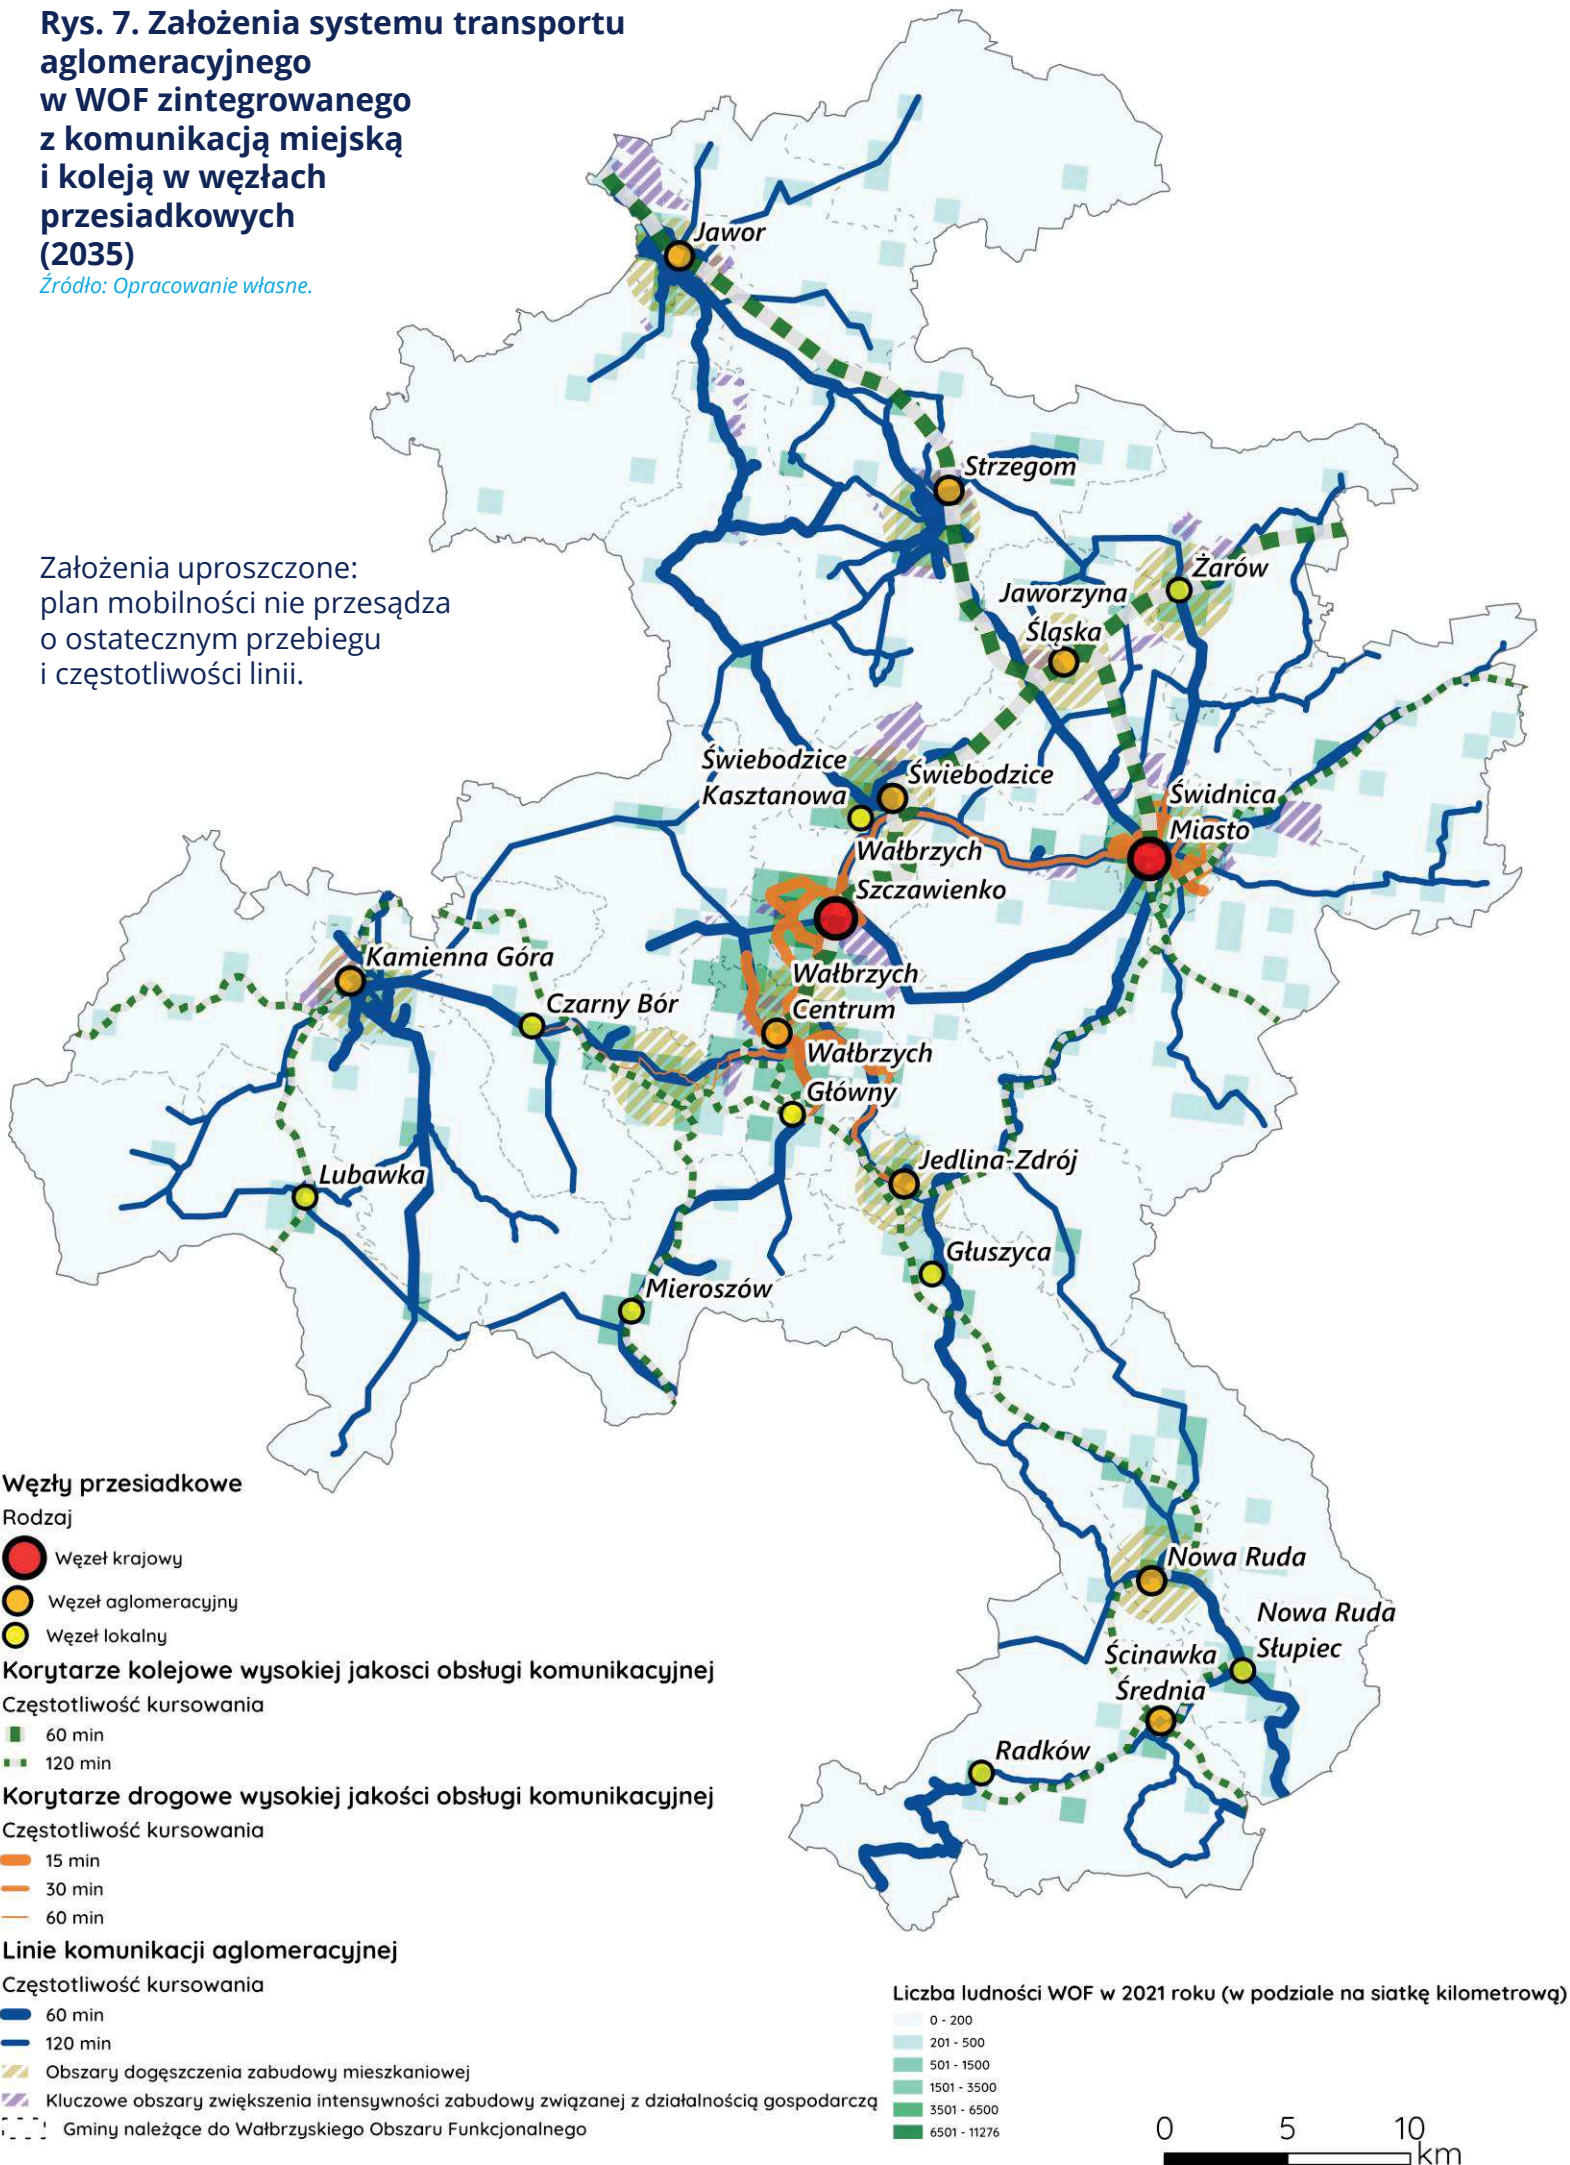 Rys. 7. Założenia systemu transportu
aglomeracyjnego
w WOF zintegrowanego
z komunikacją miejską
i koleją w węzłach
przesiadkowych
(2035)
Źródło: Opracowanie własne.
Założenia uproszczone:
plan mobilności nie przesądza
o ostatecznym przebiegu
i częstotliwości linii.
Jawor
Strzegom
Żarów
Jaworzyna
Śląska
Świebodzice
Kasztanowa
Świebodzice
Świdnica
Miasto
Wałbrzych
Szczawienko
Kamienna Góra
Czarny Bór
Wałbrzych
Centrum
Wałbrzych
Główny
Jedlina-Zdrój
Lubawka
Głuszyca
Mieroszów
Nowa Ruda
Nowa Ruda
Słupiec
Ścinawka
Średnia
Radków
Węzły przesiadkowe
Rodzaj
Węzeł krajowy
Węzeł aglomeracyjny
Węzeł lokalny
Korytarze kolejowe wysokiej jakosci obsługi komunikacyjnej
Częstotliwość kursowania
60 min
120 min
Korytarze drogowe wysokiej jakości obsługi komunikacyjnej
Częstotliwość kursowania
15 min
30 min
60 min
Linie komunikacji aglomeracyjnej
Częstotliwość kursowania
60 min
120 min
Obszary dogęszczenia zabudowy mieszkaniowej
Kluczowe obszary zwiększenia intensywności zabudowy związanej z działalnością gospodarczą
Gminy należące do Wałbrzyskiego Obszaru Funkcjonalnego
Liczba ludności WOF w 2021 roku (w podziale na siatkę kilometrową)
0 - 200
201 - 500
501 - 1500
1501 - 3500
3501 - 6500
6501 - 11276
0 5 10
km